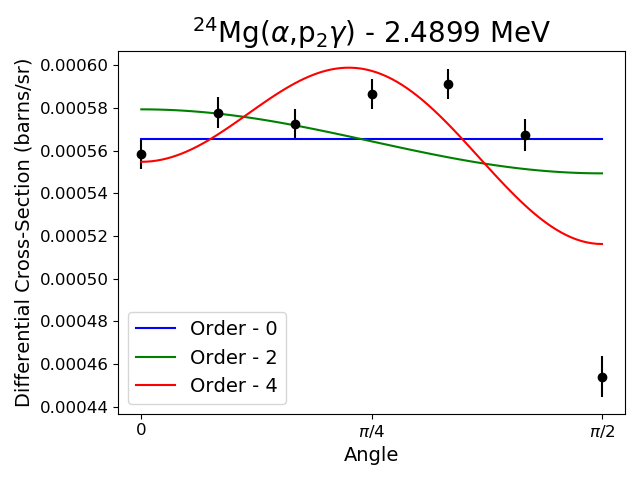 ²⁴Mg(α,p₂γ) - 2.4899 MeV
Differential Cross-Section (barns/sr)
0.00060
0.00058
0.00056
0.00054
0.00052
0.00050
0.00048
0.00046
0.00044
Order - 0
Order - 2
Order - 4
0 π/4 π/2
Angle